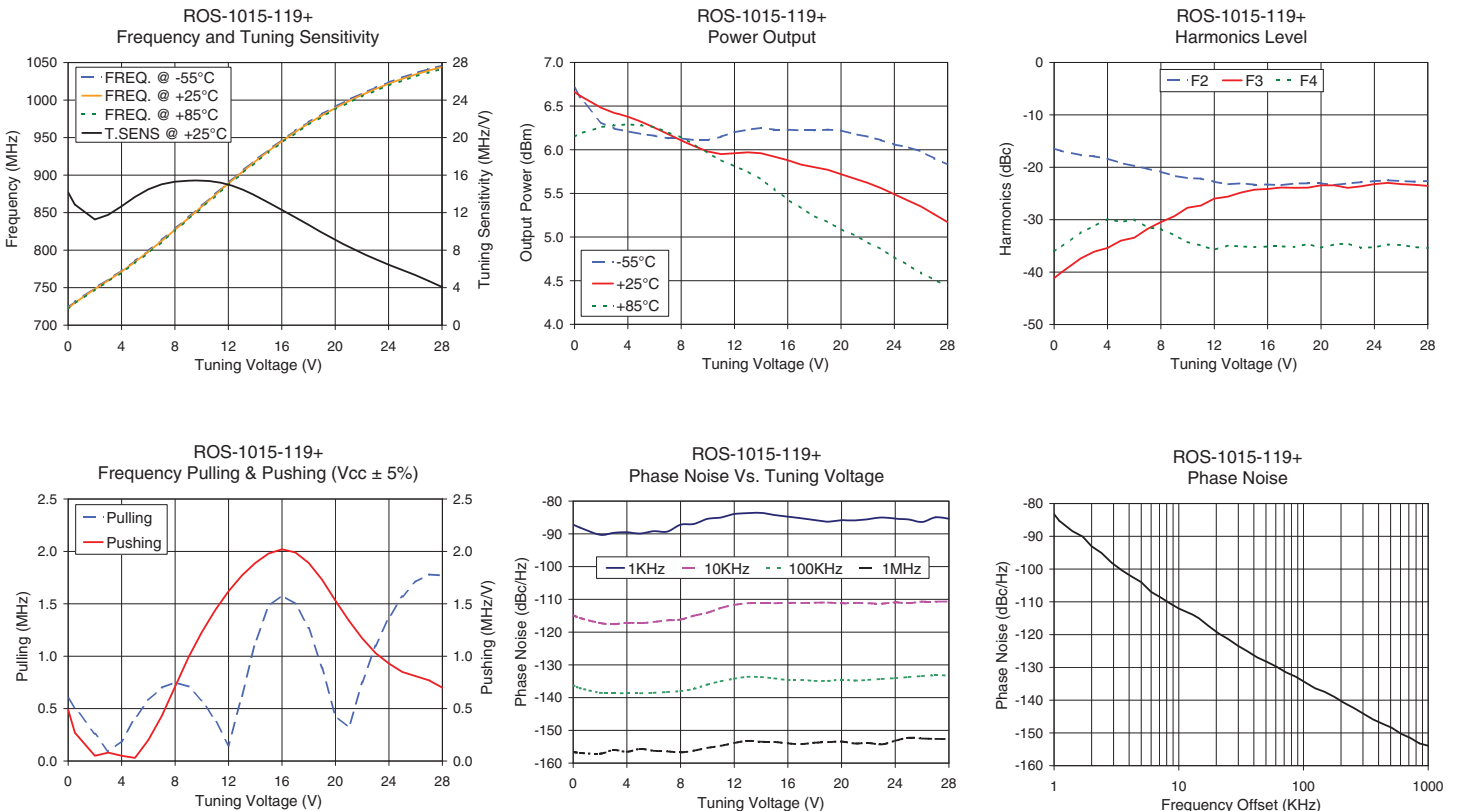 ROS-1015-119+
Frequency and Tuning Sensitivity
1050
1000
950
900
850
800
750
700
Frequency (MHz)
FREQ. @ -55°C
FREQ. @ +25°C
FREQ. @ +85°C
T.SENS @ +25°C
28
24
20
16
12
8
4
0
Tuning Sensitivity (MHz/V)
0 4 8 12 16 20 24 28
Tuning Voltage (V)
ROS-1015-119+
Power Output
7.0
6.5
6.0
5.5
5.0
4.5
4.0
Output Power (dBm)
-55°C
+25°C
+85°C
0 4 8 12 16 20 24 28
Tuning Voltage (V)
ROS-1015-119+
Harmonics Level
0
-10
-20
-30
-40
-50
Harmonics (dBc)
F2 F3 F4
0 4 8 12 16 20 24 28
Tuning Voltage (V)
ROS-1015-119+
Frequency Pulling & Pushing (Vcc ± 5%)
2.5
2.0
1.5
1.0
0.5
0.0
Pulling (MHz)
Pulling
Pushing
2.5
2.0
1.5
1.0
0.5
0.0
Pushing (MHz/V)
0 4 8 12 16 20 24 28
Tuning Voltage (V)
ROS-1015-119+
Phase Noise Vs. Tuning Voltage
-80
-90
-100
-110
-120
-130
-140
-150
-160
Phase Noise (dBc/Hz)
1KHz 10KHz 100KHz 1MHz
0 4 8 12 16 20 24 28
Tuning Voltage (V)
ROS-1015-119+
Phase Noise
-80
-90
-100
-110
-120
-130
-140
-150
-160
Phase Noise (dBc/Hz)
1 10 100 1000
Frequency Offset (KHz)